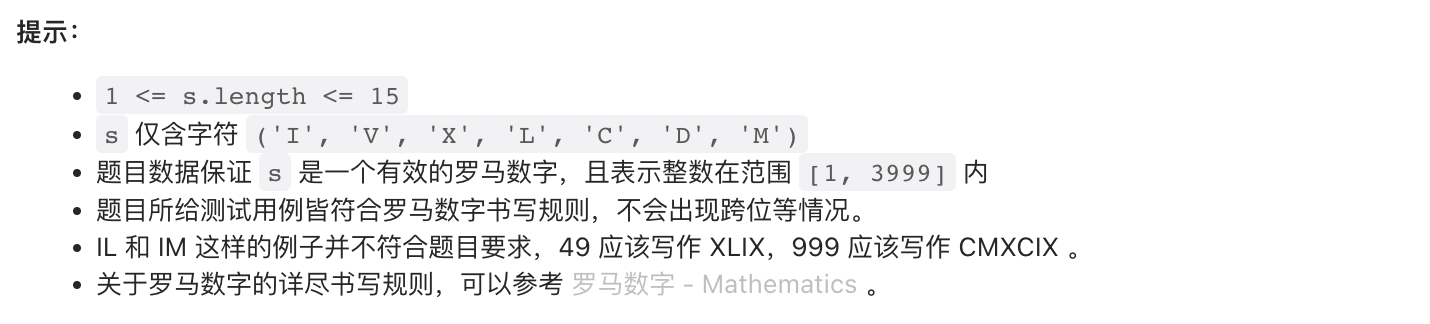 提示：
1 <= s.length <= 15
s 仅含字符 ('I', 'V', 'X', 'L', 'C', 'D', 'M')
题目数据保证 s 是一个有效的罗马数字，且表示整数在范围 [1, 3999] 内
题目所给测试用例皆符合罗马数字书写规则，不会出现跨位等情况。
IL 和 IM 这样的例子并不符合题目要求，49 应该写作 XLIX，999 应该写作 CMXCIX 。
关于罗马数字的详尽书写规则，可以参考 罗马数字 - Mathematics 。